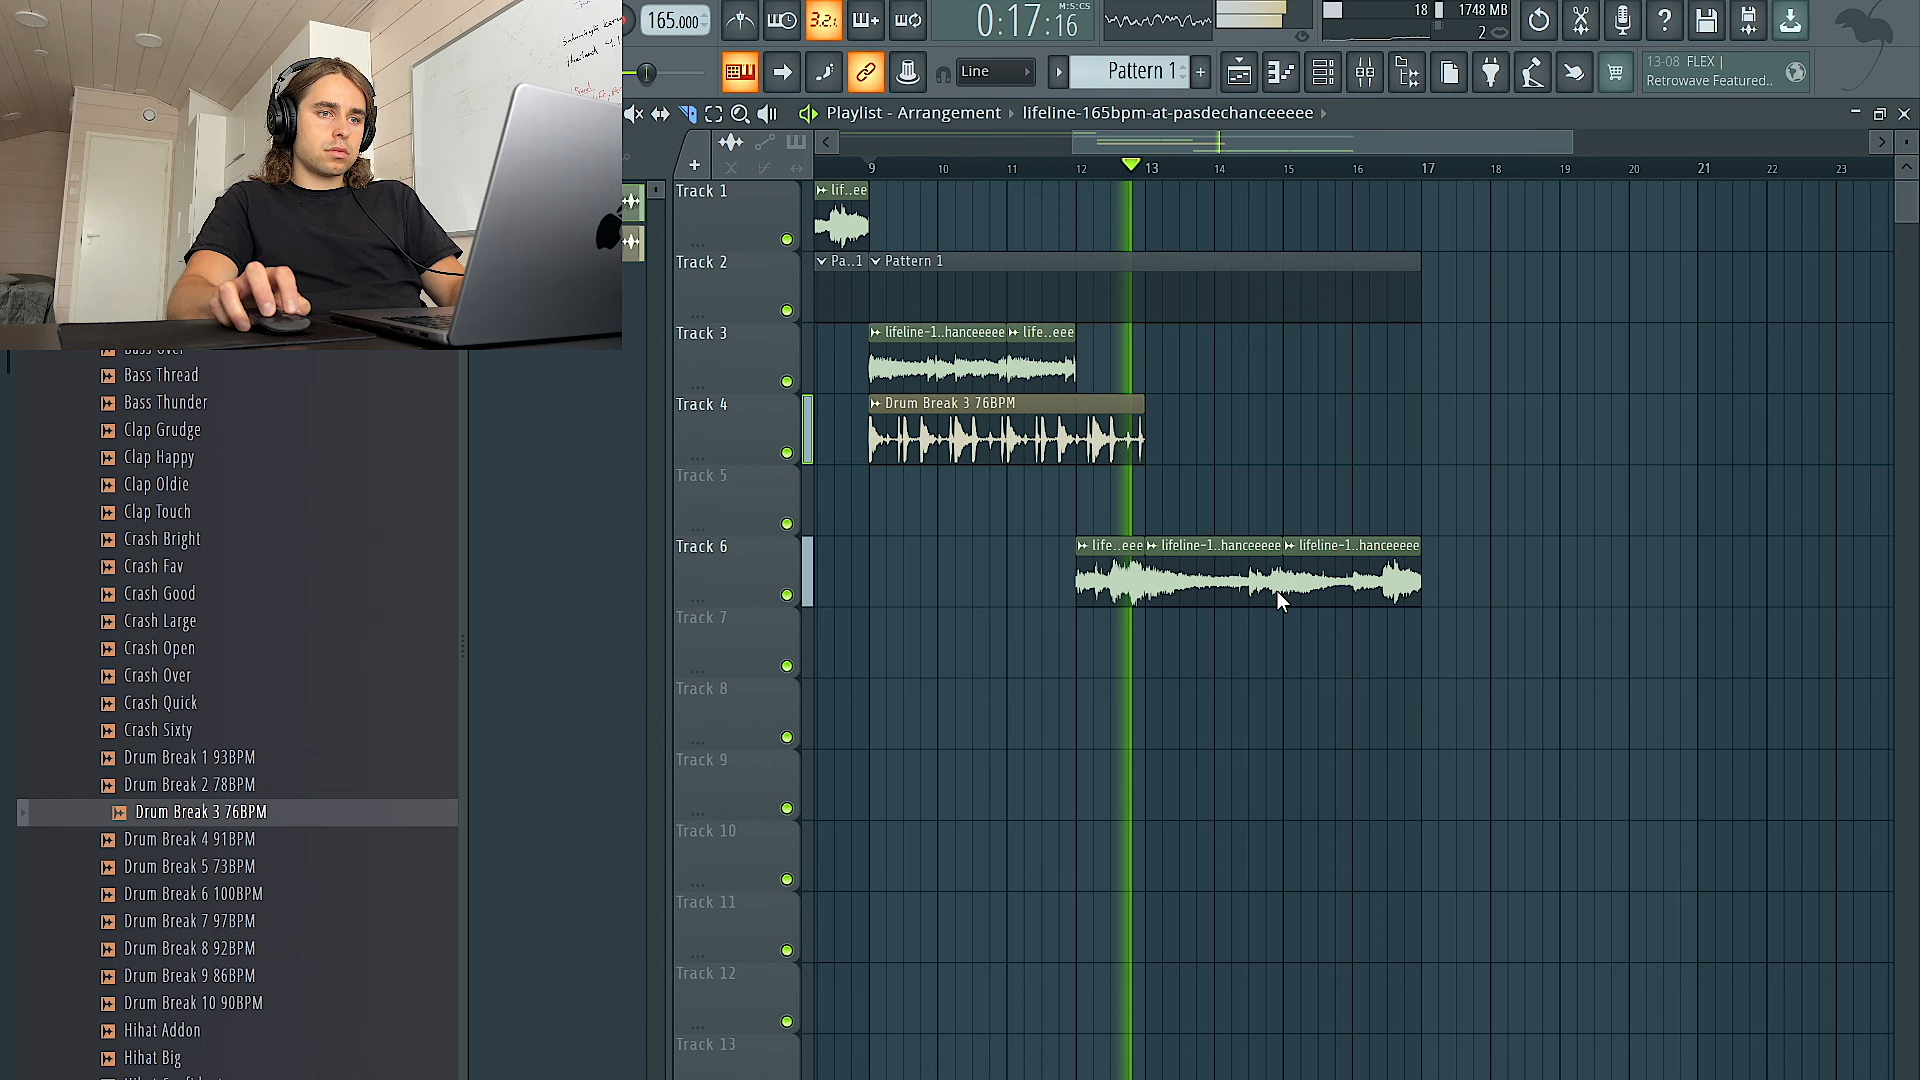 165.000
3.2.
0:17:16
M:S:CS
18
1748 MB
2
Line
Pattern 1
13-08 FLEX |
Retrowave Featured..
Playlist - Arrangement
lifeline-165bpm-at-pasdechanceeeee
9 10 11 12 13 14 15 16 17 18 19 20 21 22 23
Track 1
lif..ee
Track 2
Pa..1
Pattern 1
Track 3
lifeline-1..hanceeeee
life..eee
Track 4
Drum Break 3 76BPM
Track 5
Track 6
life..eee
lifeline-1..hanceeeee
lifeline-1..hanceeeee
Track 7
Track 8
Track 9
Track 10
Track 11
Track 12
Track 13
Bass Over
Bass Thread
Bass Thunder
Clap Grudge
Clap Happy
Clap Oldie
Clap Touch
Crash Bright
Crash Fav
Crash Good
Crash Large
Crash Open
Crash Over
Crash Quick
Crash Sixty
Drum Break 1 93BPM
Drum Break 2 78BPM
Drum Break 3 76BPM
Drum Break 4 91BPM
Drum Break 5 73BPM
Drum Break 6 100BPM
Drum Break 7 97BPM
Drum Break 8 92BPM
Drum Break 9 86BPM
Drum Break 10 90BPM
Hihat Addon
Hihat Big